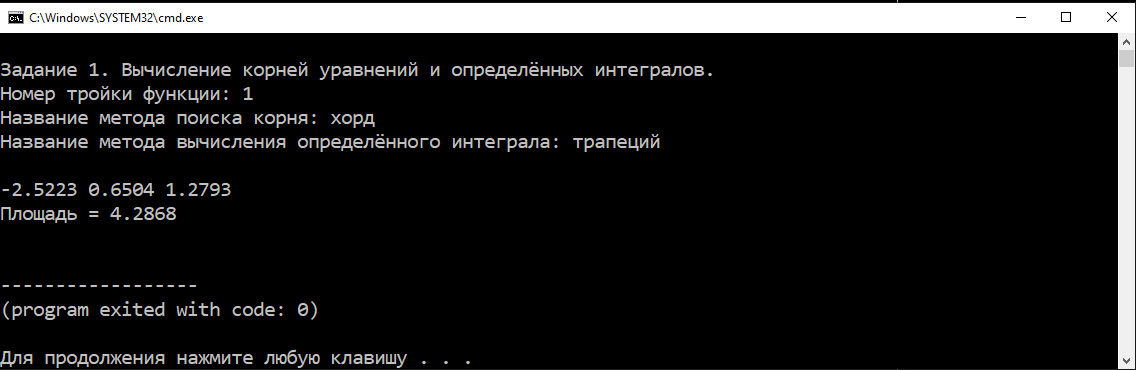 C:\Windows\SYSTEM32\cmd.exe
Задание 1. Вычисление корней уравнений и определённых интегралов.
Номер тройки функции: 1
Название метода поиска корня: хорд
Название метода вычисления определённого интеграла: трапеций
-2.5223 0.6504 1.2793
Площадь = 4.2868
------------------
(program exited with code: 0)
Для продолжения нажмите любую клавишу . . .